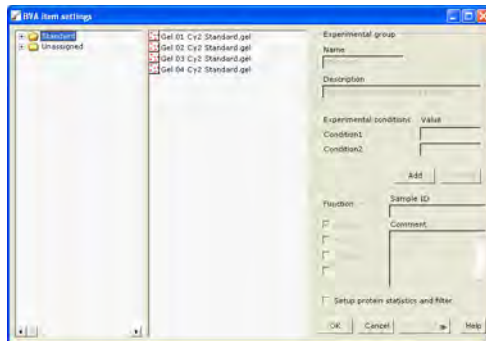 BVA item settings
Standard
Unassigned
Gel 01 Cy2 Standard.gel
Gel 02 Cy2 Standard.gel
Gel 03 Cy2 Standard.gel
Gel 04 Cy2 Standard.gel
Experimental group
Name
Description
Experimental conditions Value
Condition1
Condition2
Add
Function Sample ID
Comment
Setup protein statistics and filter
OK Cancel Help